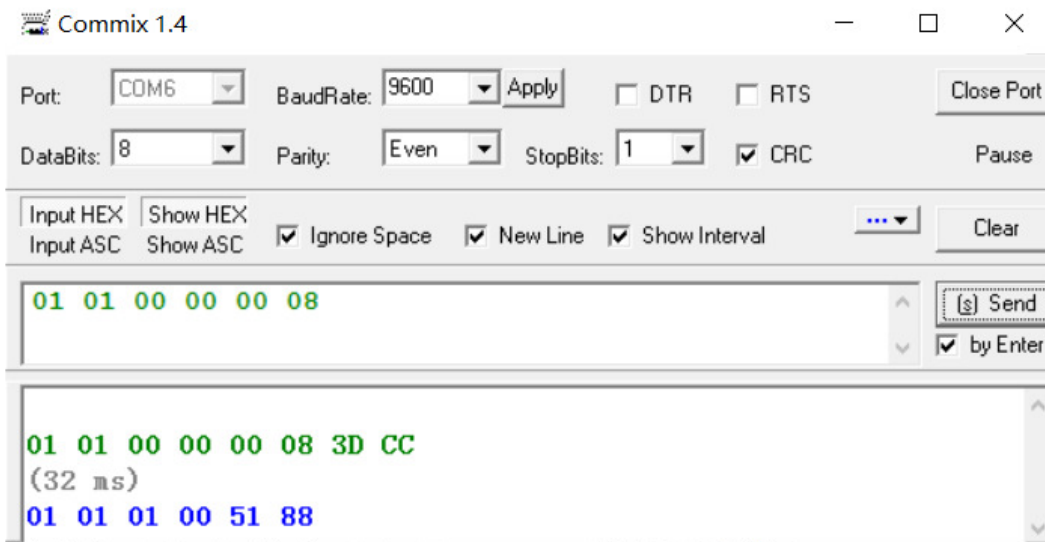 Commix 1.4
Port: COM6 BaudRate: 9600 Apply DTR RTS Close Port
DataBits: 8 Parity: Even StopBits: 1 CRC Pause
Input HEX Show HEX
Input ASC Show ASC Ignore Space New Line Show Interval ... Clear
01 01 00 00 00 08 (s) Send
by Enter
01 01 00 00 00 08 3D CC
(32 ms)
01 01 01 00 51 88